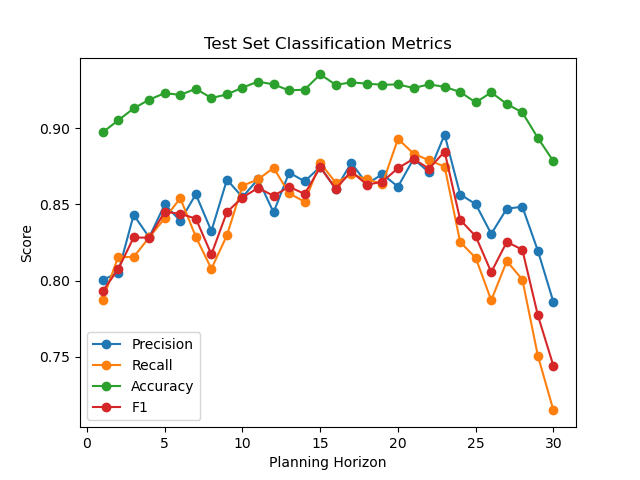 Test Set Classification Metrics
Score
0.90
0.85
0.80
0.75
Precision
Recall
Accuracy
F1
0 5 10 15 20 25 30
Planning Horizon